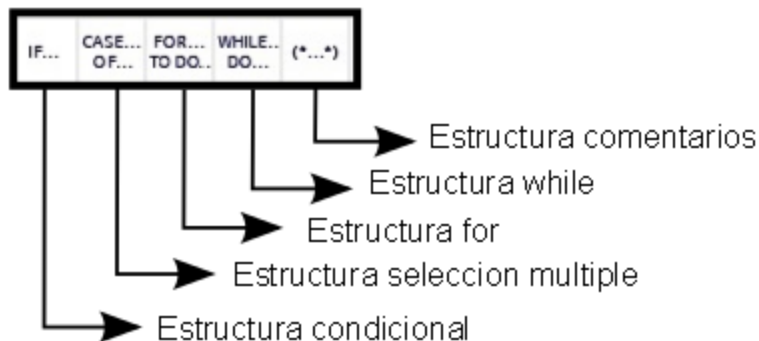 IF...
CASE...
OF...
FOR...
TO DO...
WHILE..
DO...
(*...*)
Estructura comentarios
Estructura while
Estructura for
Estructura seleccion multiple
Estructura condicional